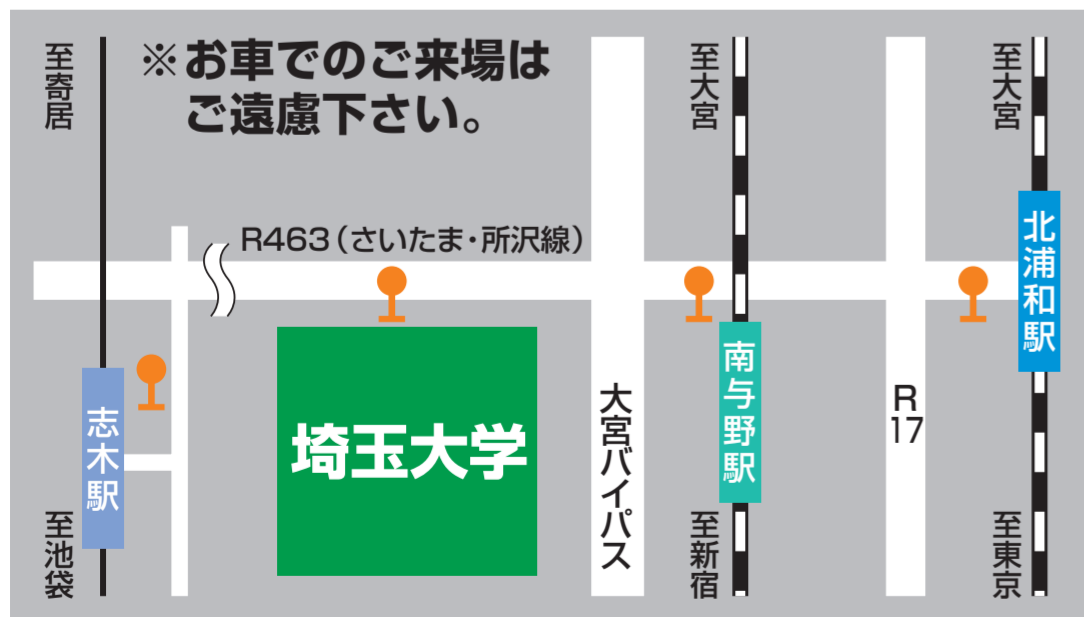 ※お車でのご来場は
ご遠慮下さい。
至寄居
至大宮
至大宮
R463(さいたま・所沢線)
北浦和駅
南与野駅
志木駅
埼玉大学
大宮バイパス
R
17
至池袋
至新宿
至東京